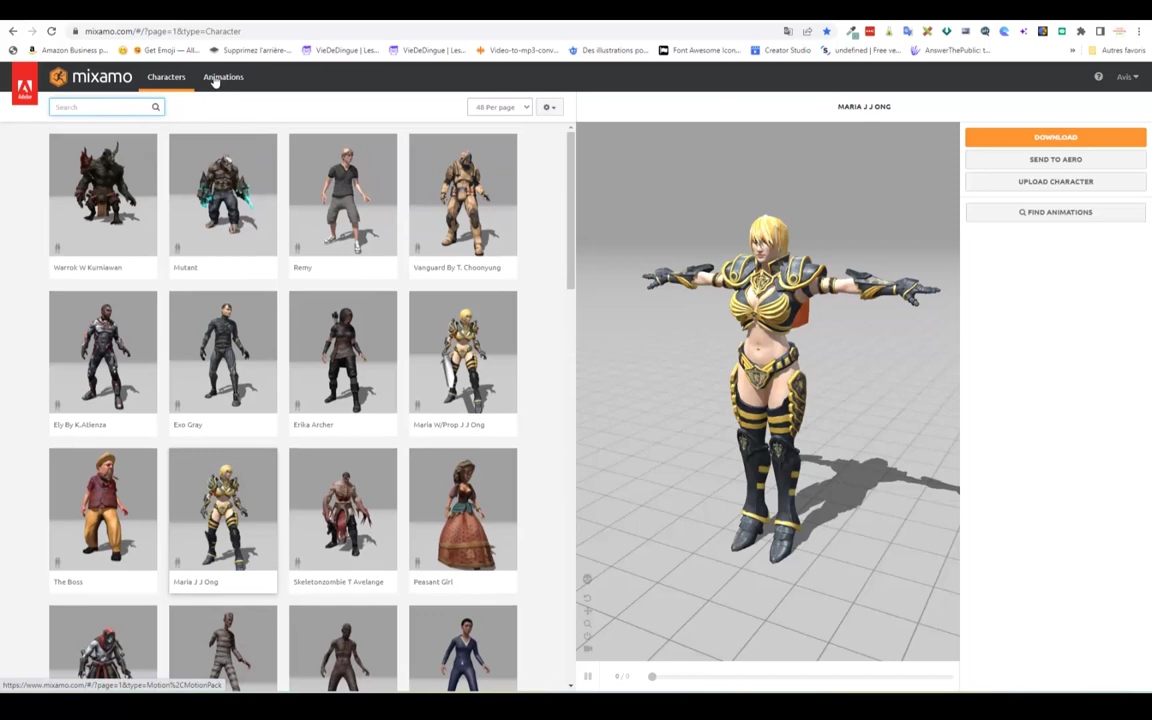 mixamo.com/#/?page=1&type=Character
Amazon Business p...
Get Emoji — All...
Supprimez l'arrière-...
VieDeDingue | Les...
VieDeDingue | Les...
Video-to-mp3-conv...
Des illustrations po...
Font Awesome Icon...
Creator Studio
undefined | Free ve...
AnswerThePublic: t...
»
Autres favoris
Adobe
mixamo
Characters
Animations
Avis
Search
48 Per page
MARIA J J ONG
DOWNLOAD
SEND TO AERO
UPLOAD CHARACTER
FIND ANIMATIONS
Warrok W Kurniawan
Mutant
Remy
Vanguard By T. Choonyung
Ely By K.Atienza
Exo Gray
Erika Archer
Maria W/Prop J J Ong
The Boss
Maria J J Ong
Skeletonzombie T Avelange
Peasant Girl
0 / 0
https://www.mixamo.com/#/?page=1&type=Motion%2CMotionPack